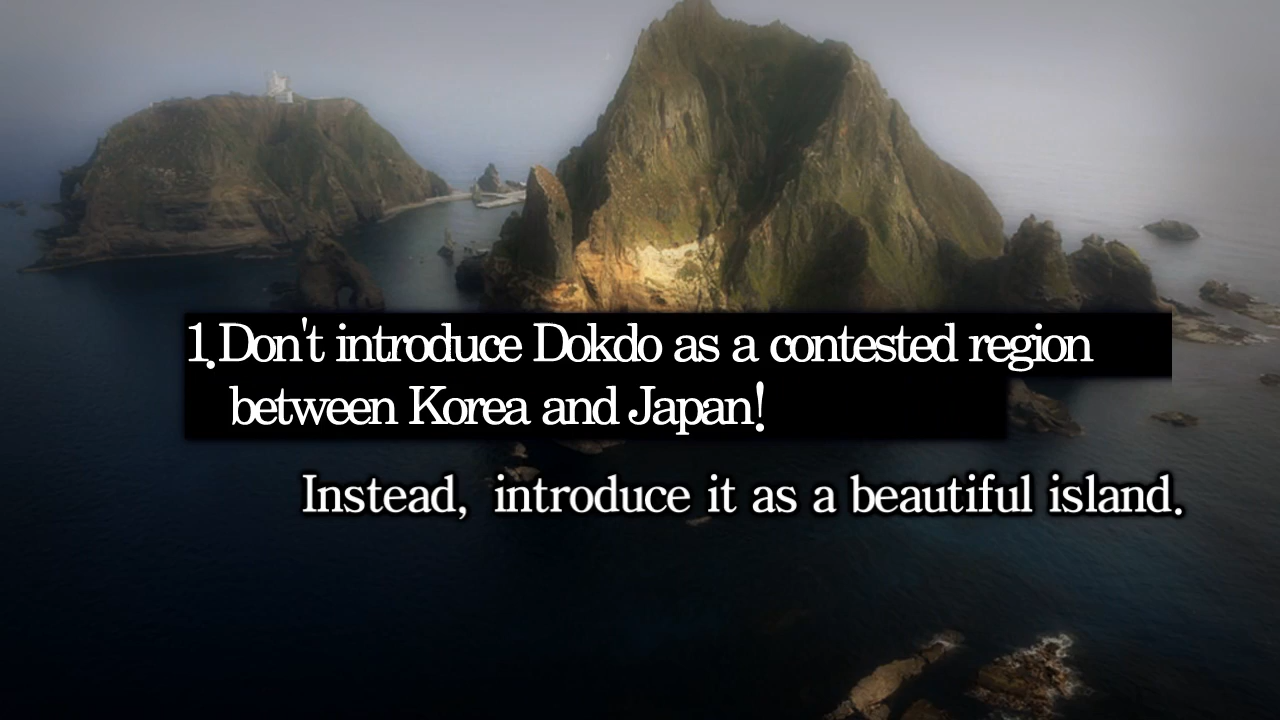 1.Don't introduce Dokdo as a contested region
between Korea and Japan!
Instead, introduce it as a beautiful island.